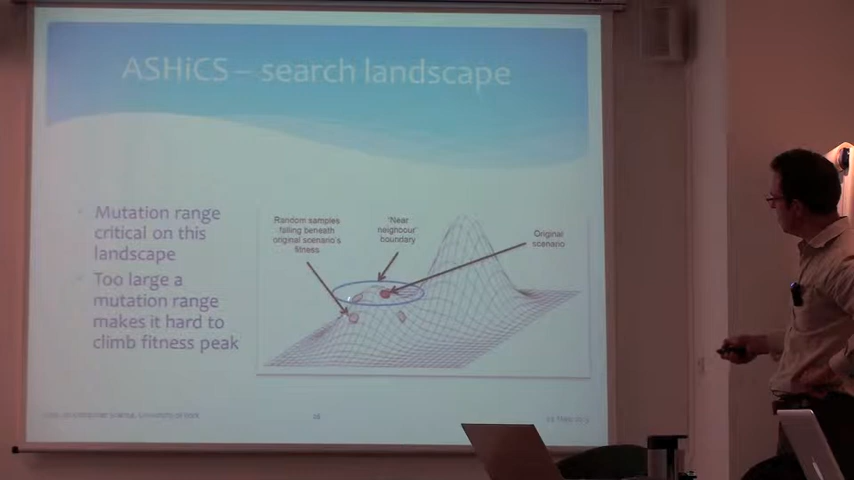 ASHiCS – search landscape
Mutation range
critical on this
landscape
Too large a
mutation range
makes it hard to
climb fitness peak
Random samples
falling beneath
original scenario's
fitness
'Near
neighbour'
boundary
Original
scenario